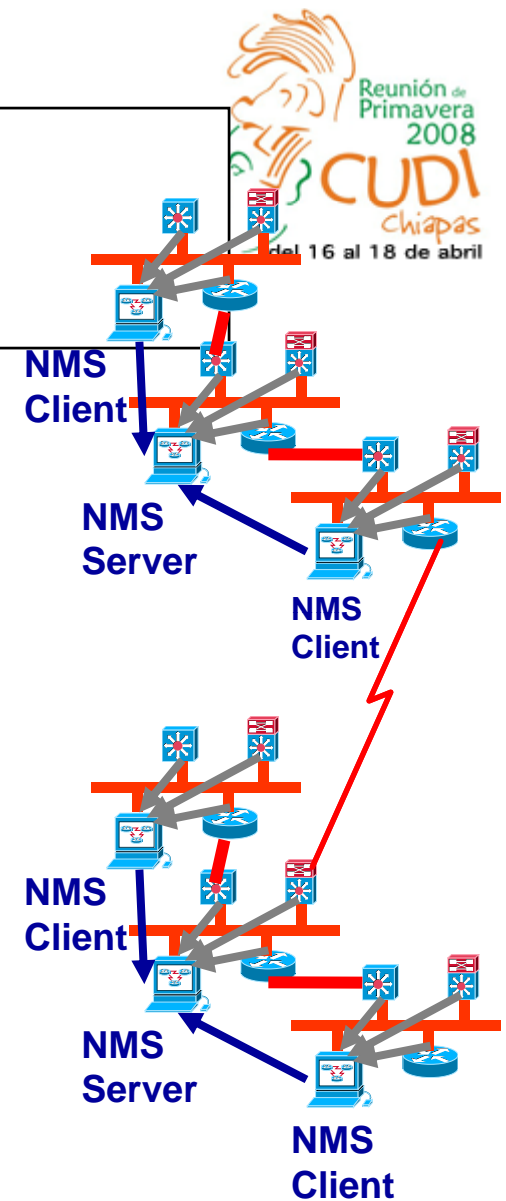 Reunión de
Primavera
2008
CUDI
Chiapas
del 16 al 18 de abril
NMS
Client
NMS
Server
NMS
Client
NMS
Client
NMS
Server
NMS
Client